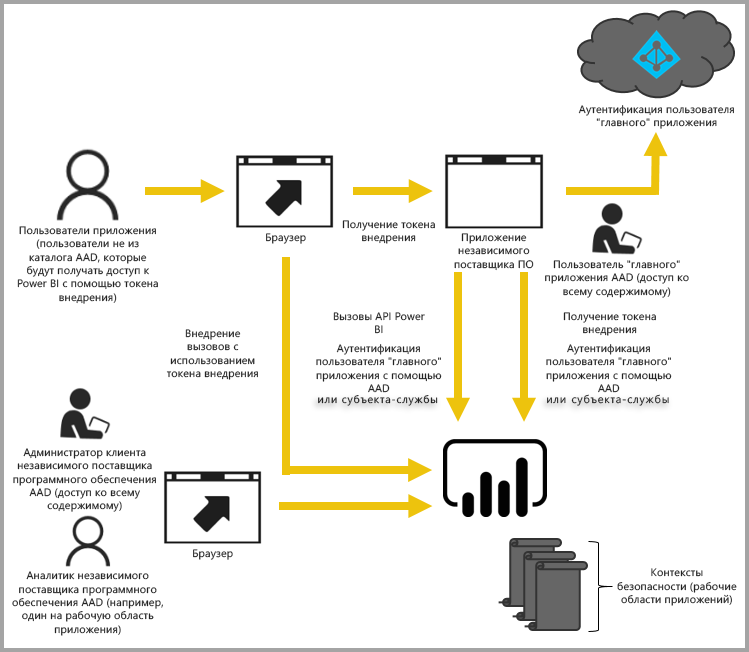 Аутентификация пользователя
"главного" приложения
Пользователи приложения
(пользователи не из
каталога AAD, которые
будут получать доступ к
Power BI с помощью токена
внедрения)
Браузер
Получение токена
внедрения
Приложение
независимого
поставщика ПО
Пользователь "главного"
приложения AAD (доступ ко
всему содержимому)
Внедрение
вызовов с
использованием
токена внедрения
Вызовы API Power
BI
Аутентификация
пользователя "главного"
приложения с помощью
AAD
или субъекта-службы
Получение токена
внедрения
Аутентификация
пользователя "главного"
приложения с помощью
AAD
или субъекта-службы
Администратор клиента
независимого поставщика
программного обеспечения
AAD (доступ ко всему
содержимому)
Браузер
Аналитик независимого
поставщика программного
обеспечения AAD (например,
один на рабочую область
приложения)
Контексты
безопасности (рабочие
области приложений)